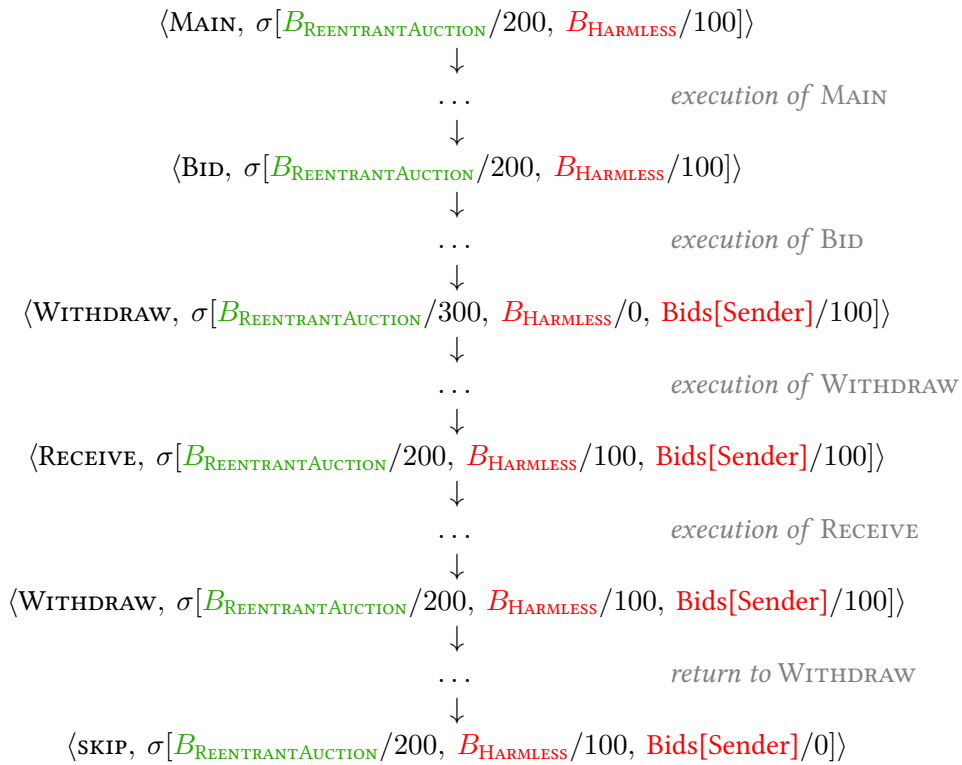 ⟨Main, σ[B_ReentrantAuction/200, B_Harmless/100]⟩
↓
… execution of Main
↓
⟨Bid, σ[B_ReentrantAuction/200, B_Harmless/100]⟩
↓
… execution of Bid
↓
⟨Withdraw, σ[B_ReentrantAuction/300, B_Harmless/0, Bids[Sender]/100]⟩
↓
… execution of Withdraw
↓
⟨Receive, σ[B_ReentrantAuction/200, B_Harmless/100, Bids[Sender]/100]⟩
↓
… execution of Receive
↓
⟨Withdraw, σ[B_ReentrantAuction/200, B_Harmless/100, Bids[Sender]/100]⟩
↓
… return to Withdraw
↓
⟨skip, σ[B_ReentrantAuction/200, B_Harmless/100, Bids[Sender]/0]⟩